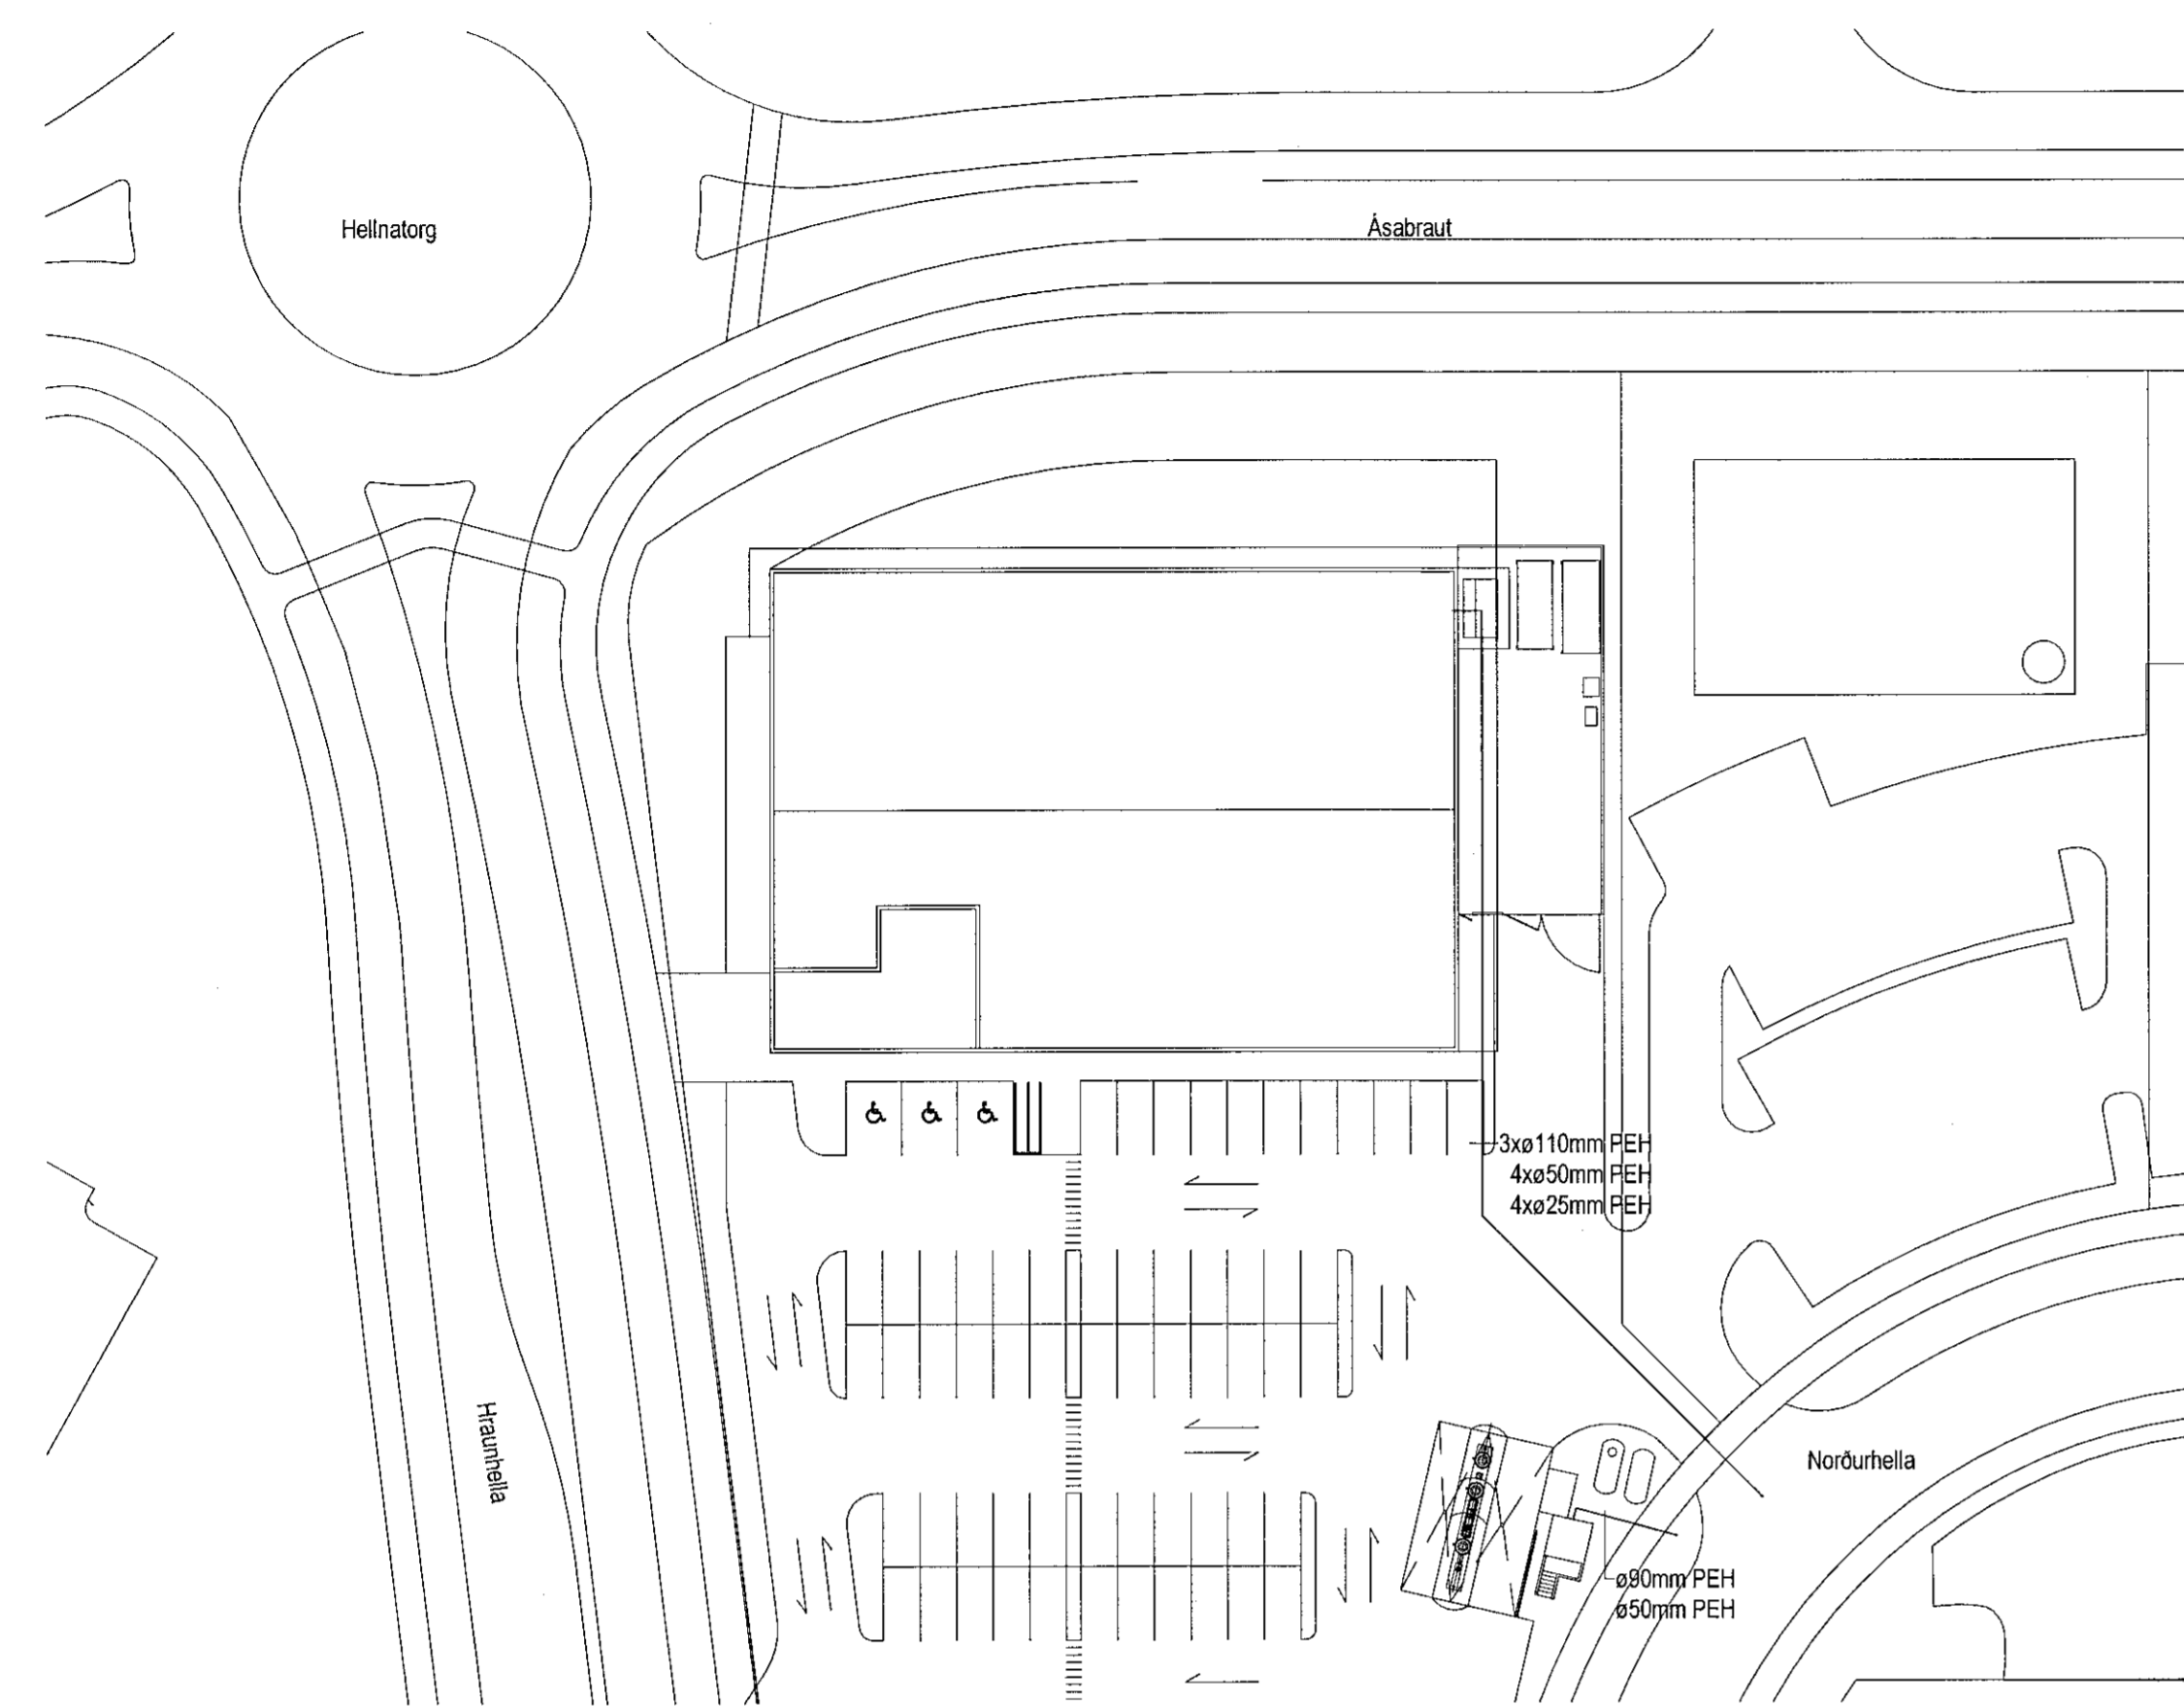 Hellnatorg
Ásabraut
3xø110mm PEH
4xø50mm PEH
4xø25mm PEH
Hraunhella
Norðurhella
ø90mm PEH
ø50mm PEH